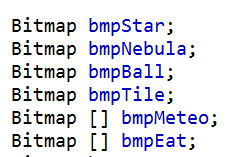 Bitmap bmpStar;
Bitmap bmpNebula;
Bitmap bmpBall;
Bitmap bmpTile;
Bitmap [] bmpMeteo;
Bitmap [] bmpEat;